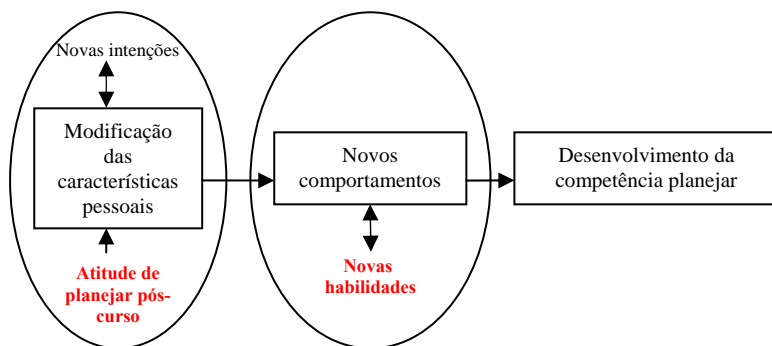 Novas intenções
Modificação
das
características
pessoais
Atitude de
planejar pós-
curso
Novos
comportamentos
Novas
habilidades
Desenvolvimento da
competência planejar